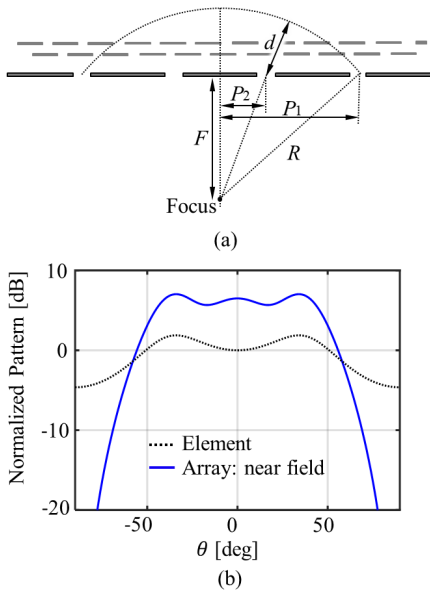 d
P2
P1
F
R
Focus
(a)
Normalized Pattern [dB]
10
0
-10
-20
Element
Array: near field
-50
0
50
θ [deg]
(b)